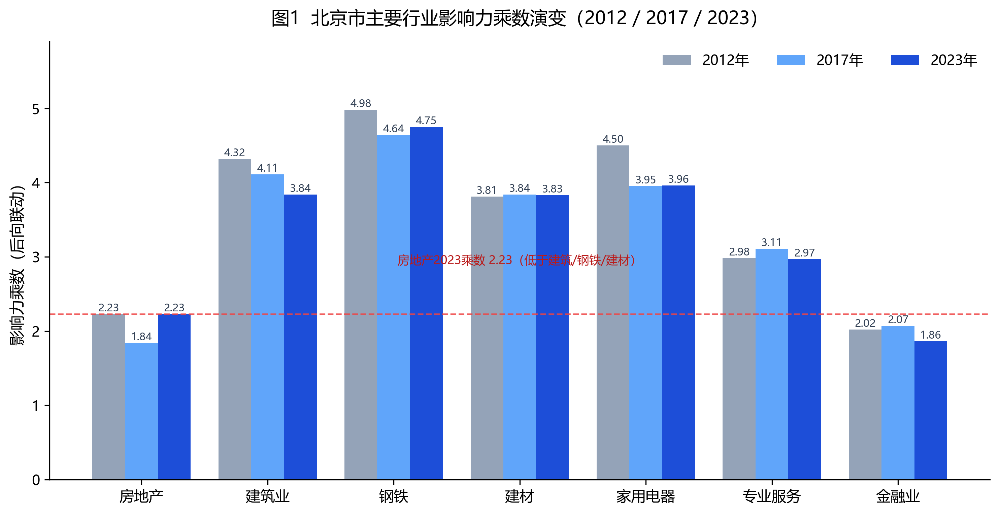 图1 北京市主要行业影响力乘数演变（2012 / 2017 / 2023）
2012年 2017年 2023年
影响力乘数（后向联动）
5
4
3
2
1
0
2.23 1.84 2.23
4.32 4.11 3.84
4.98 4.64 4.75
3.81 3.84 3.83
4.50 3.95 3.96
2.98 3.11 2.97
2.02 2.07 1.86
房地产2023乘数 2.23（低于建筑/钢铁/建材）
房地产 建筑业 钢铁 建材 家用电器 专业服务 金融业